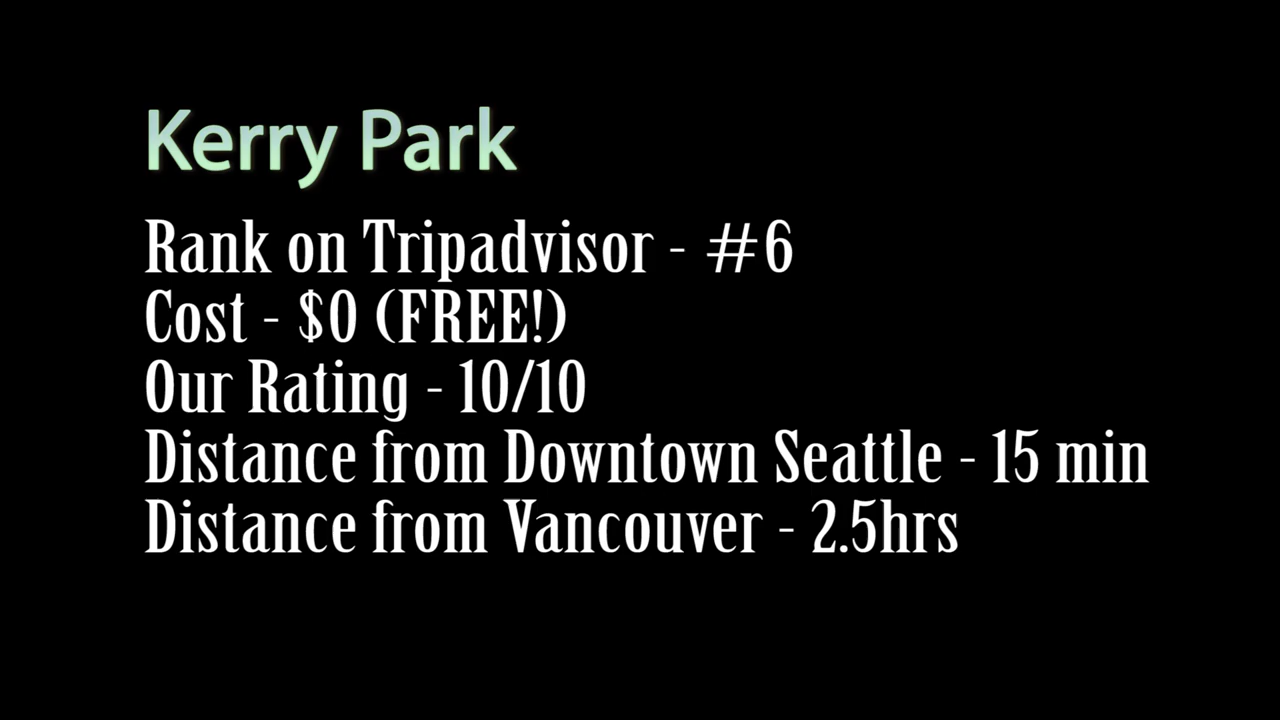 Kerry Park
Rank on Tripadvisor - #6
Cost - $0 (FREE!)
Our Rating - 10/10
Distance from Downtown Seattle - 15 min
Distance from Vancouver - 2.5hrs